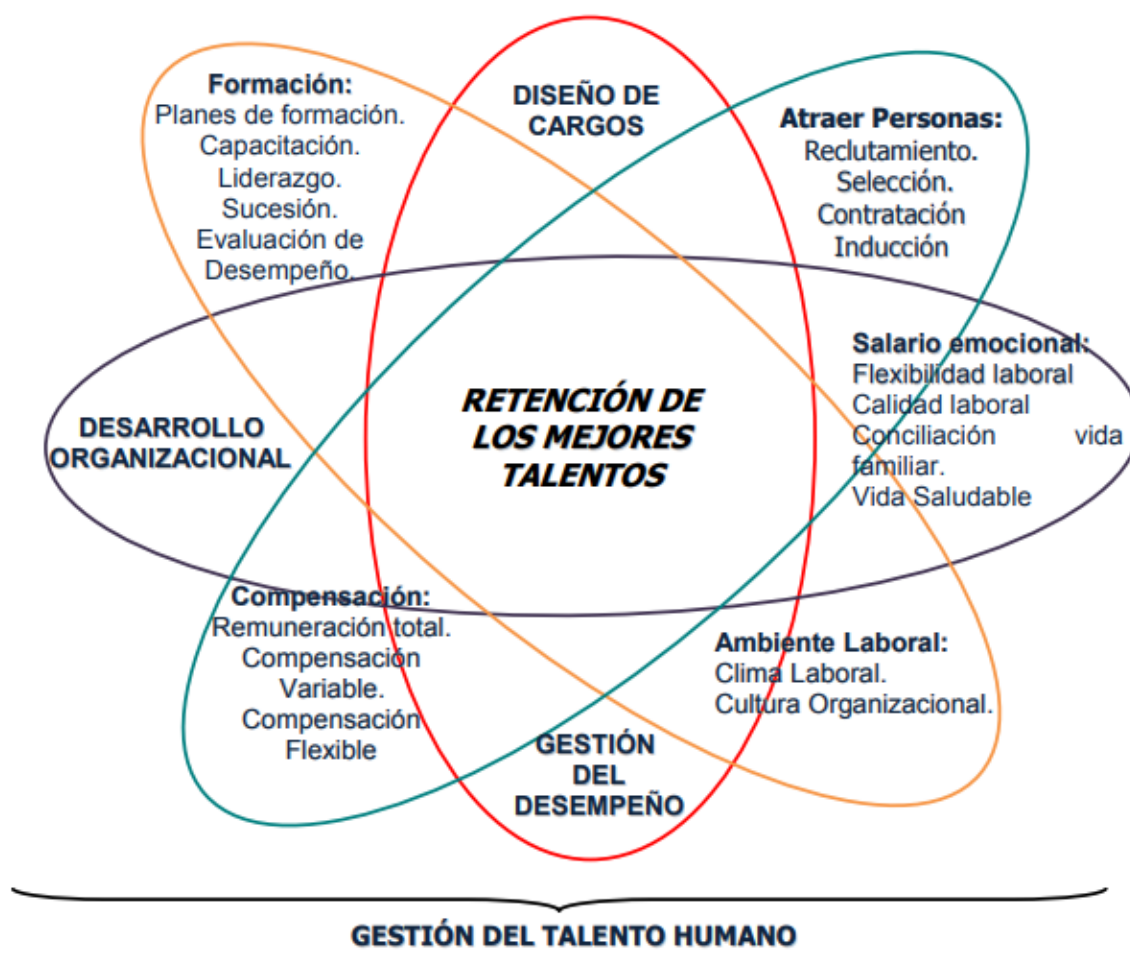 Formación:
Planes de formación.
Capacitación.
Liderazgo.
Sucesión.
Evaluación de
Desempeño.
DISEÑO DE
CARGOS
Atraer Personas:
Reclutamiento.
Selección.
Contratación
Inducción
DESARROLLO
ORGANIZACIONAL
RETENCIÓN DE
LOS MEJORES
TALENTOS
Salario emocional:
Flexibilidad laboral
Calidad laboral
Conciliación vida
familiar.
Vida Saludable
Compensación:
Remuneración total.
Compensación
Variable.
Compensación
Flexible
GESTIÓN
DEL
DESEMPEÑO
Ambiente Laboral:
Clima Laboral.
Cultura Organizacional.
GESTIÓN DEL TALENTO HUMANO